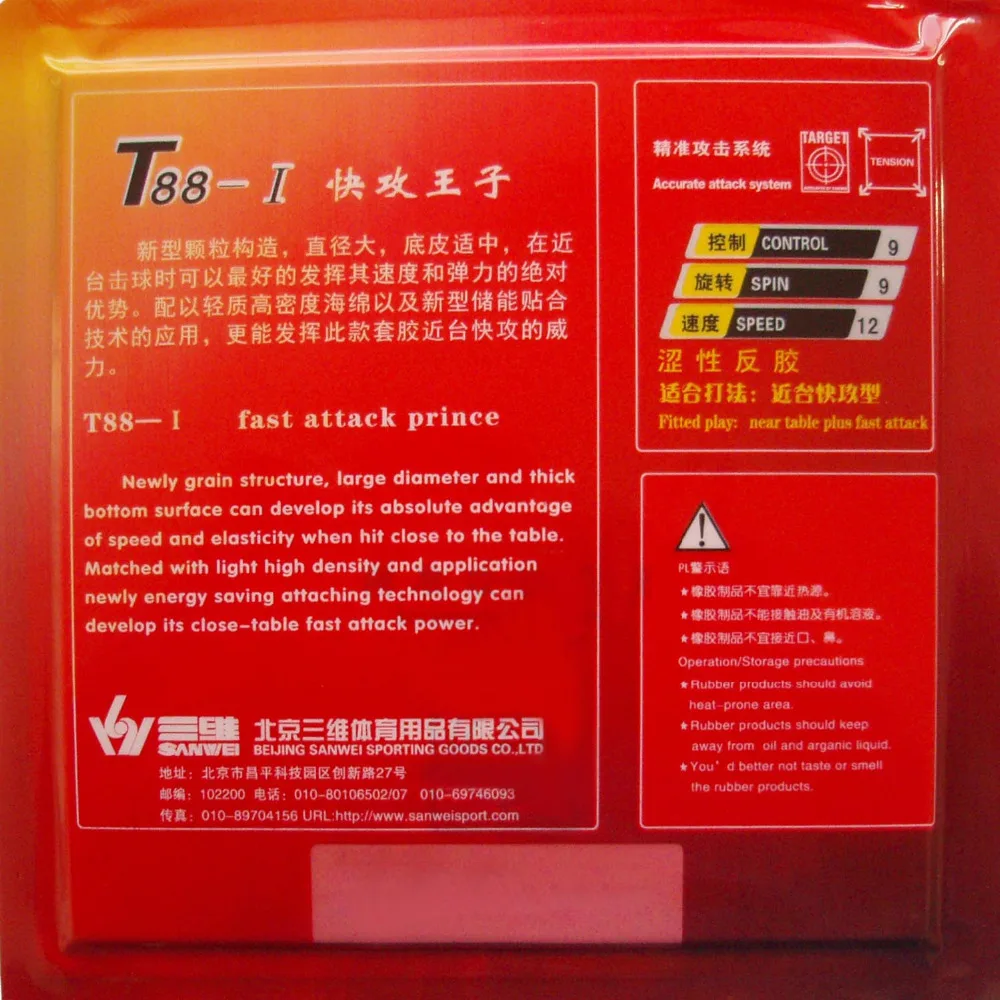 T88-I 快攻王子
新型颗粒构造，直径大，底皮适中，在近
台击球时可以最好的发挥其速度和弹力的绝对
优势。配以轻质高密度海绵以及新型储能贴合
技术的应用，更能发挥此款套胶近台快攻的威
力。
T88-I fast attack prince
Newly grain structure, large diameter and thick
bottom surface can develop its absolute advantage
of speed and elasticity when hit close to the table.
Matched with light high density and application
newly energy saving attaching technology can
develop its close-table fast attack power.
三维
SANWEI
北京三维体育用品有限公司
BEIJING SANWEI SPORTING GOODS CO.,LTD
地址：北京市昌平科技园区创新路27号
邮编：102200 电话：010-80106502/07 010-69746093
传真：010-89704156 URL:http://www.sanweisport.com
精准攻击系统
Accurate attack system
TARGET
TENSION
控制 CONTROL 9
旋转 SPIN 9
速度 SPEED 12
涩性反胶
适合打法：近台快攻型
Fitted play: near table plus fast attack
PL警示语
★橡胶制品不宜靠近热源。
★橡胶制品不能接触油及有机溶液。
★橡胶制品不宜接近口、鼻。
Operation/Storage precautions
★Rubber products should avoid
heat-prone area.
★Rubber products should keep
away from oil and arganic liquid.
★You'd better not taste or smell
the rubber products.